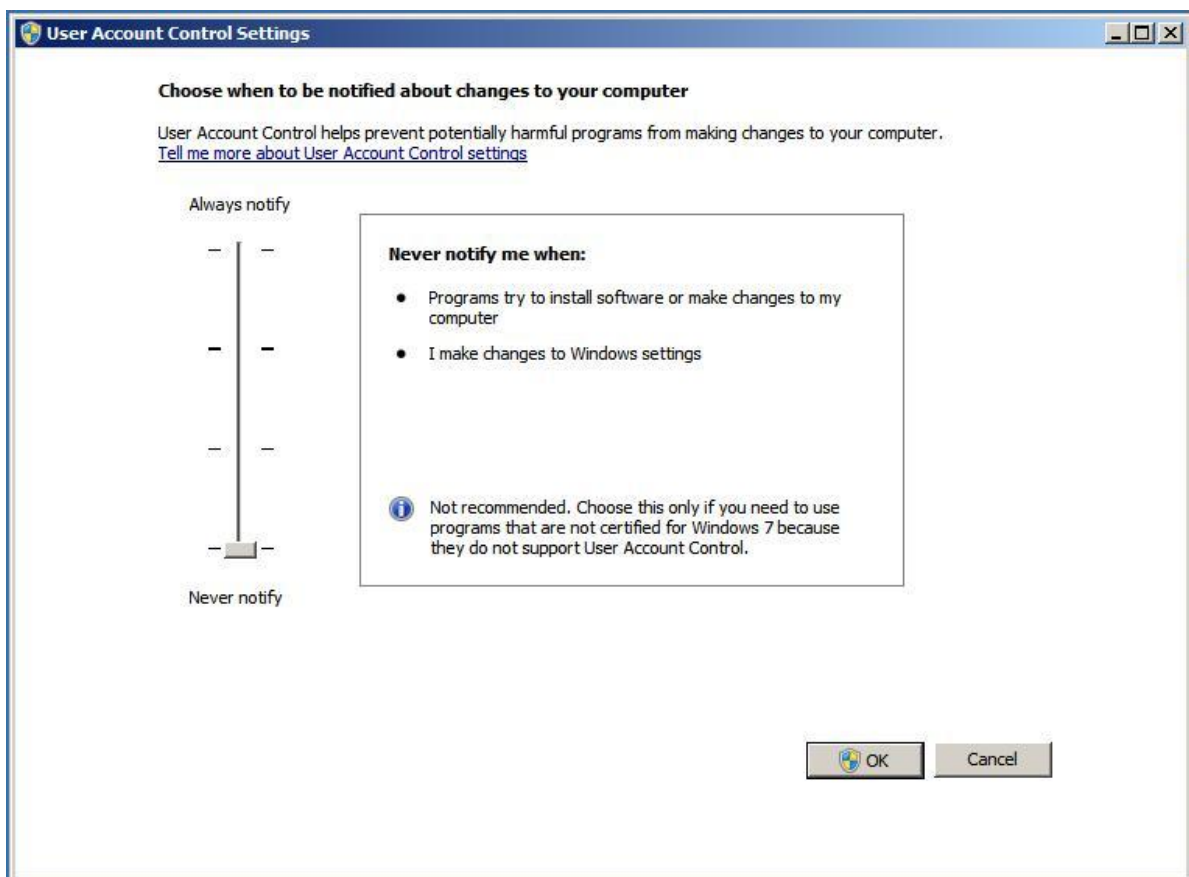 User Account Control Settings
Choose when to be notified about changes to your computer
User Account Control helps prevent potentially harmful programs from making changes to your computer.
Tell me more about User Account Control settings
Always notify
Never notify me when:
Programs try to install software or make changes to my
computer
I make changes to Windows settings
Not recommended. Choose this only if you need to use
programs that are not certified for Windows 7 because
they do not support User Account Control.
Never notify
OK
Cancel